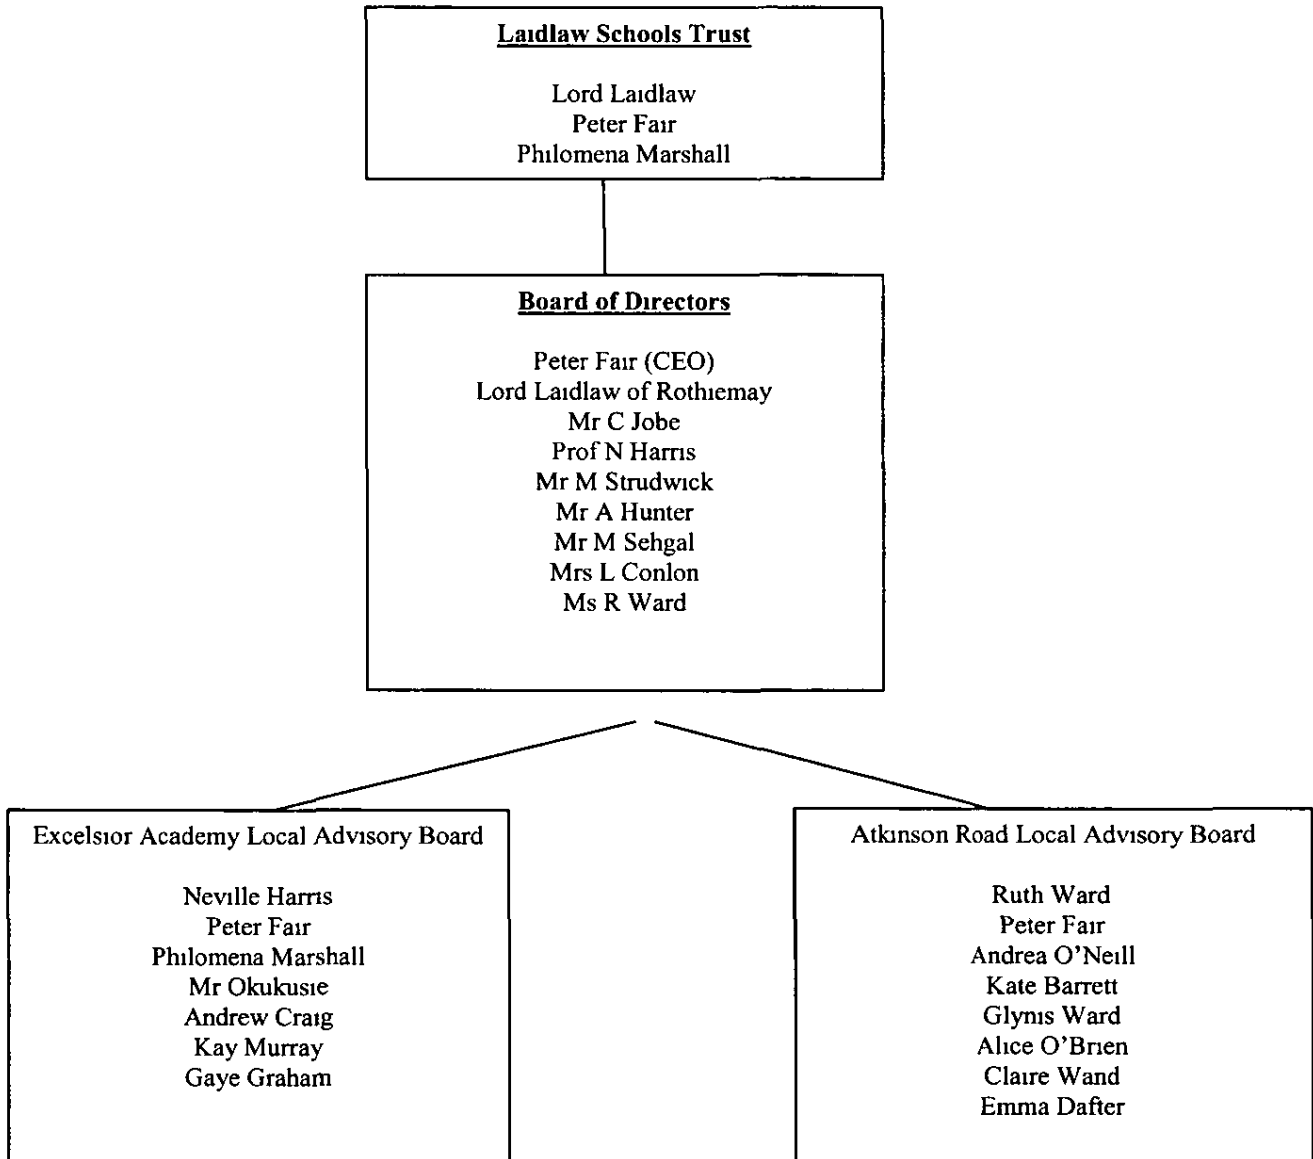 Laidlaw Schools Trust
Lord Laidlaw
Peter Fair
Philomena Marshall
Board of Directors
Peter Fair (CEO)
Lord Laidlaw of Rothiemay
Mr C Jobe
Prof N Harris
Mr M Strudwick
Mr A Hunter
Mr M Sehgal
Mrs L Conlon
Ms R Ward
Excelsior Academy Local Advisory Board
Neville Harris
Peter Fair
Philomena Marshall
Mr Okukusie
Andrew Craig
Kay Murray
Gaye Graham
Atkinson Road Local Advisory Board
Ruth Ward
Peter Fair
Andrea O'Neill
Kate Barrett
Glynis Ward
Alice O'Brien
Claire Wand
Emma Dafter